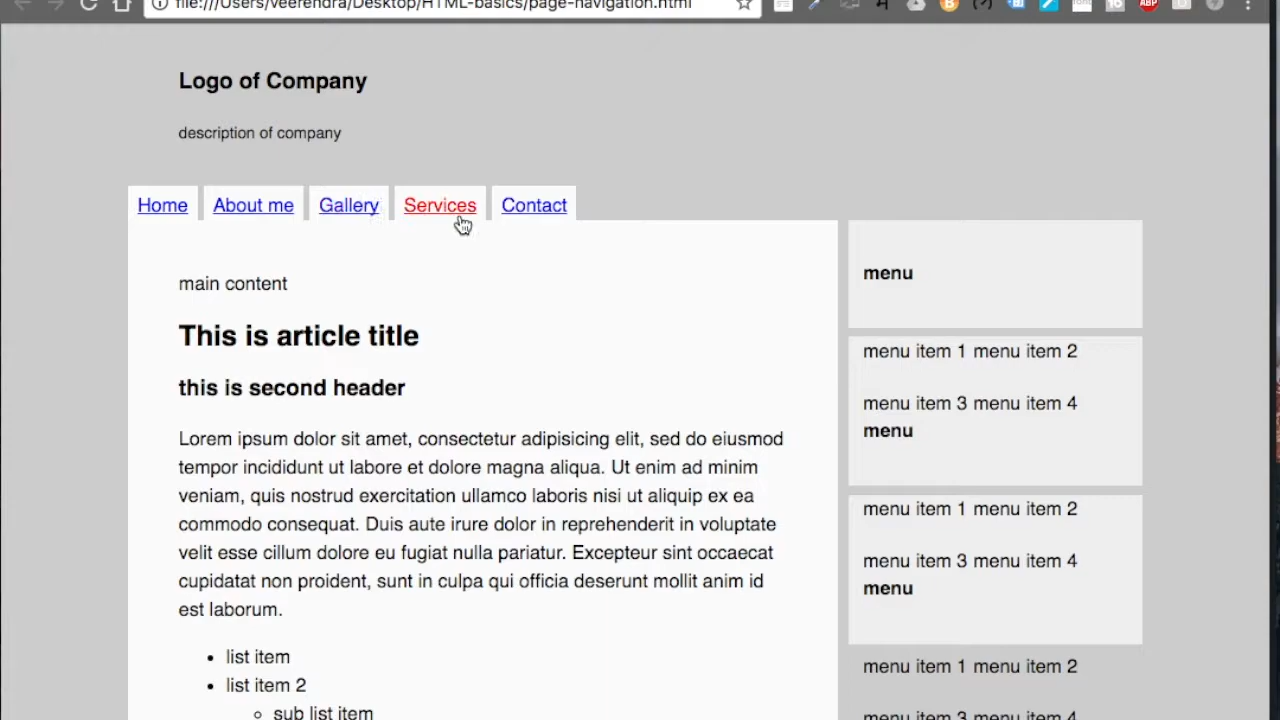 file:///Users/veerendra/Desktop/HTML-basics/page-navigation.html
Logo of Company
description of company
Home About me Gallery Services Contact
main content
This is article title
this is second header
Lorem ipsum dolor sit amet, consectetur adipisicing elit, sed do eiusmod
tempor incididunt ut labore et dolore magna aliqua. Ut enim ad minim
veniam, quis nostrud exercitation ullamco laboris nisi ut aliquip ex ea
commodo consequat. Duis aute irure dolor in reprehenderit in voluptate
velit esse cillum dolore eu fugiat nulla pariatur. Excepteur sint occaecat
cupidatat non proident, sunt in culpa qui officia deserunt mollit anim id
est laborum.
list item
list item 2
sub list item
menu
menu item 1 menu item 2
menu item 3 menu item 4
menu
menu item 1 menu item 2
menu item 3 menu item 4
menu
menu item 1 menu item 2
menu item 3 menu item 4